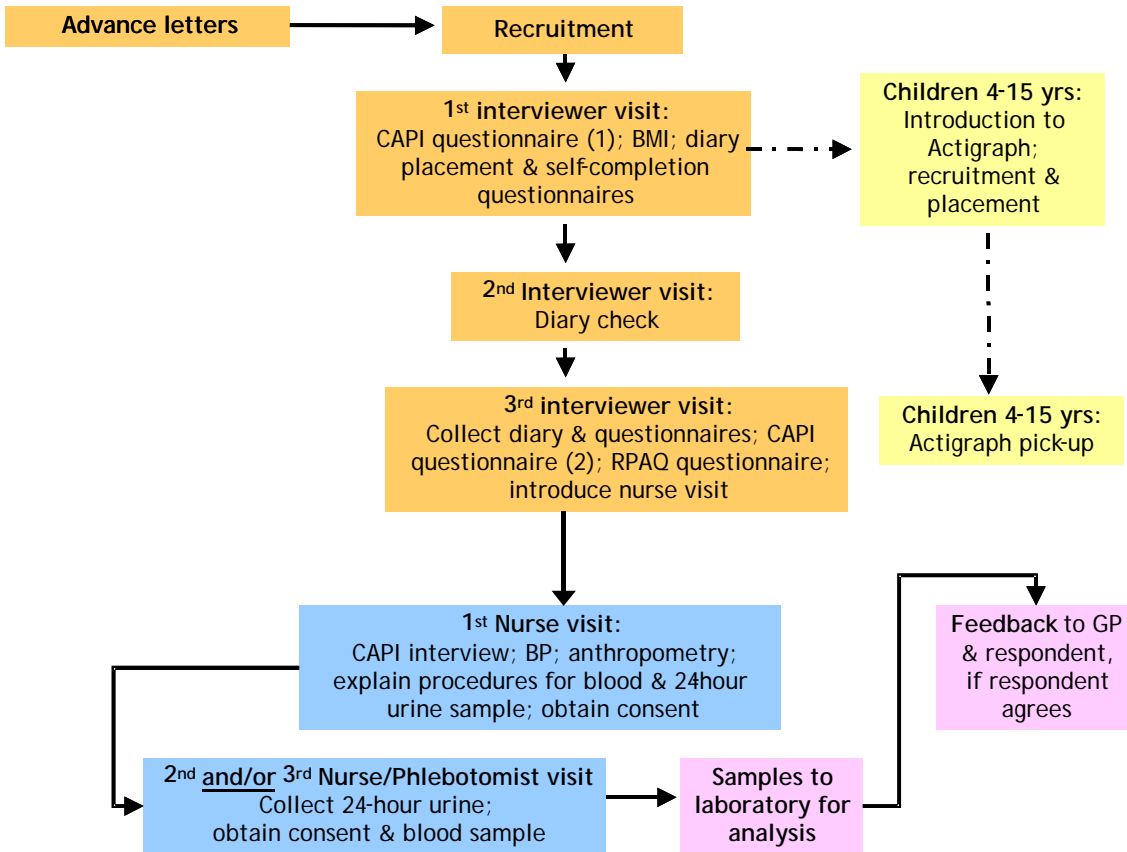 Advance letters
Recruitment
1st interviewer visit:
CAPI questionnaire (1); BMI; diary
placement & self-completion
questionnaires
Children 4-15 yrs:
Introduction to
Actigraph;
recruitment &
placement
2nd Interviewer visit:
Diary check
3rd interviewer visit:
Collect diary & questionnaires; CAPI
questionnaire (2); RPAQ questionnaire;
introduce nurse visit
Children 4-15 yrs:
Actigraph pick-up
1st Nurse visit:
CAPI interview; BP; anthropometry;
explain procedures for blood & 24-hour
urine sample; obtain consent
2nd and/or 3rd Nurse/Phlebotomist visit
Collect 24-hour urine;
obtain consent & blood sample
Samples to
laboratory for
analysis
Feedback to GP
& respondent,
if respondent
agrees